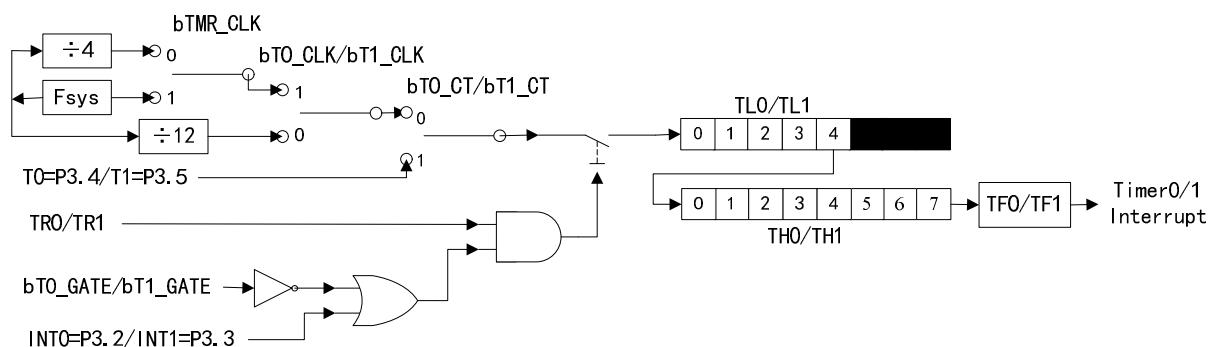 bTMR_CLK
÷4
0
bT0_CLK/bT1_CLK
Fsys
1
1
bT0_CT/bT1_CT
0
÷12
0
TL0/TL1
0 1 2 3 4
1
T0=P3.4/T1=P3.5
0 1 2 3 4 5 6 7
TF0/TF1
Timer0/1
Interrupt
TH0/TH1
TR0/TR1
bT0_GATE/bT1_GATE
INT0=P3.2/INT1=P3.3